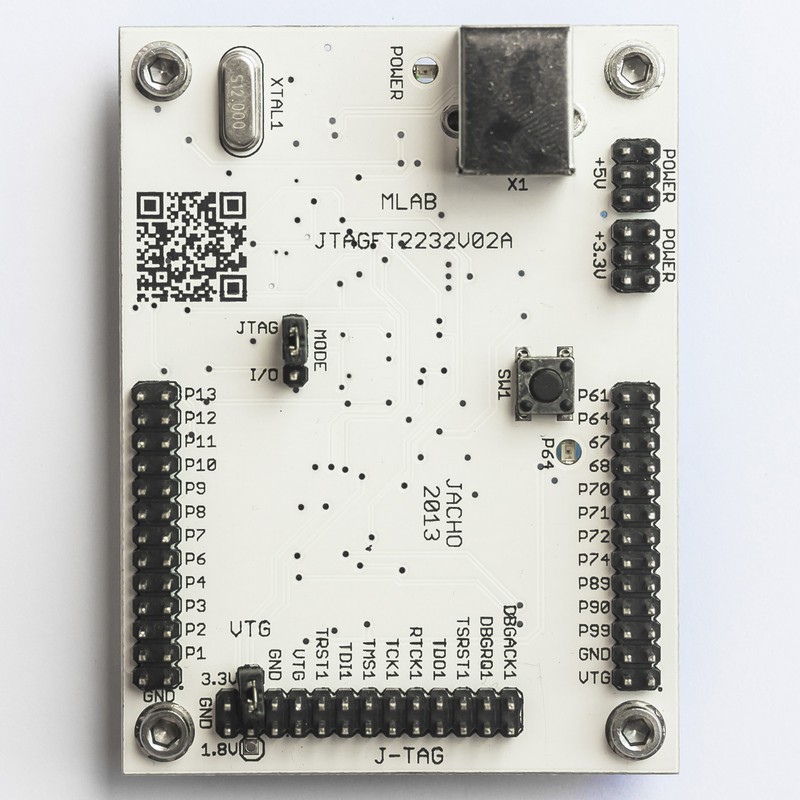 POWER
XTAL1
S12.000
X1
+5V
POWER
+3.3V
POWER
MLAB
JTAGFT2232V02A
JTAG
I/O
MODE
SW1
P64
JACHO
2013
P13
P12
P11
P10
P9
P8
P7
P6
P4
P3
P2
P1
GND
P61
P64
67
68
P70
P71
P72
P74
P89
P90
P99
GND
VTG
VTG
3.3V
GND
1.8V
GND
VTG
TRST1
TDI1
TMS1
TCK1
RTCK1
TDO1
TSRST1
DBGRQ1
DBGACK1
J-TAG